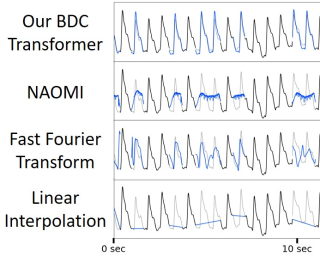 Our BDC
Transformer
NAOMI
Fast Fourier
Transform
Linear
Interpolation
0 sec
10 sec